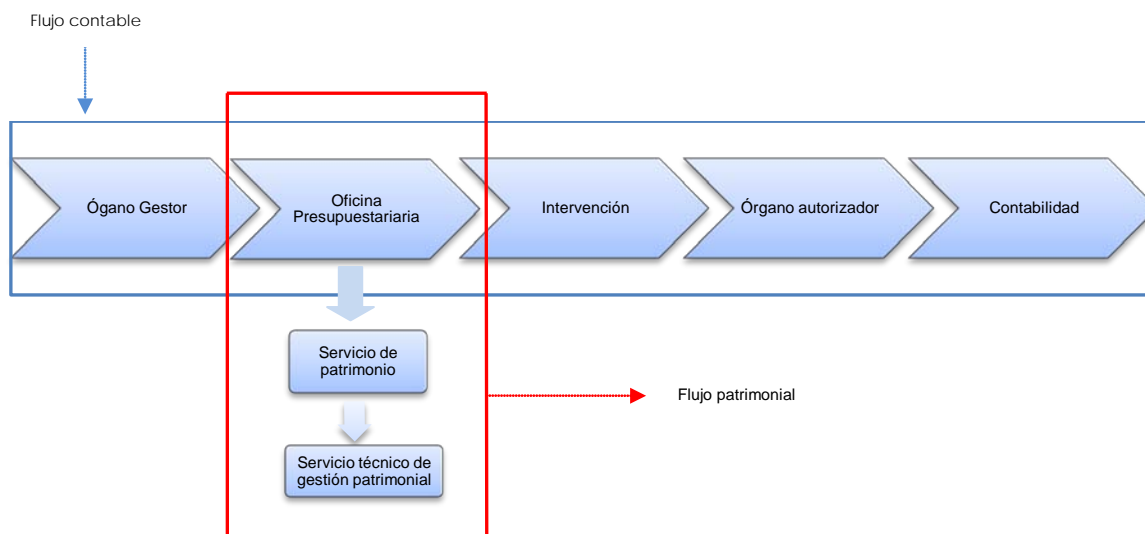 Flujo contable
Ógano Gestor
Oficina
Presupuestariaria
Intervención
Órgano autorizador
Contabilidad
Servicio de
patrimonio
Flujo patrimonial
Servicio técnico de
gestión patrimonial